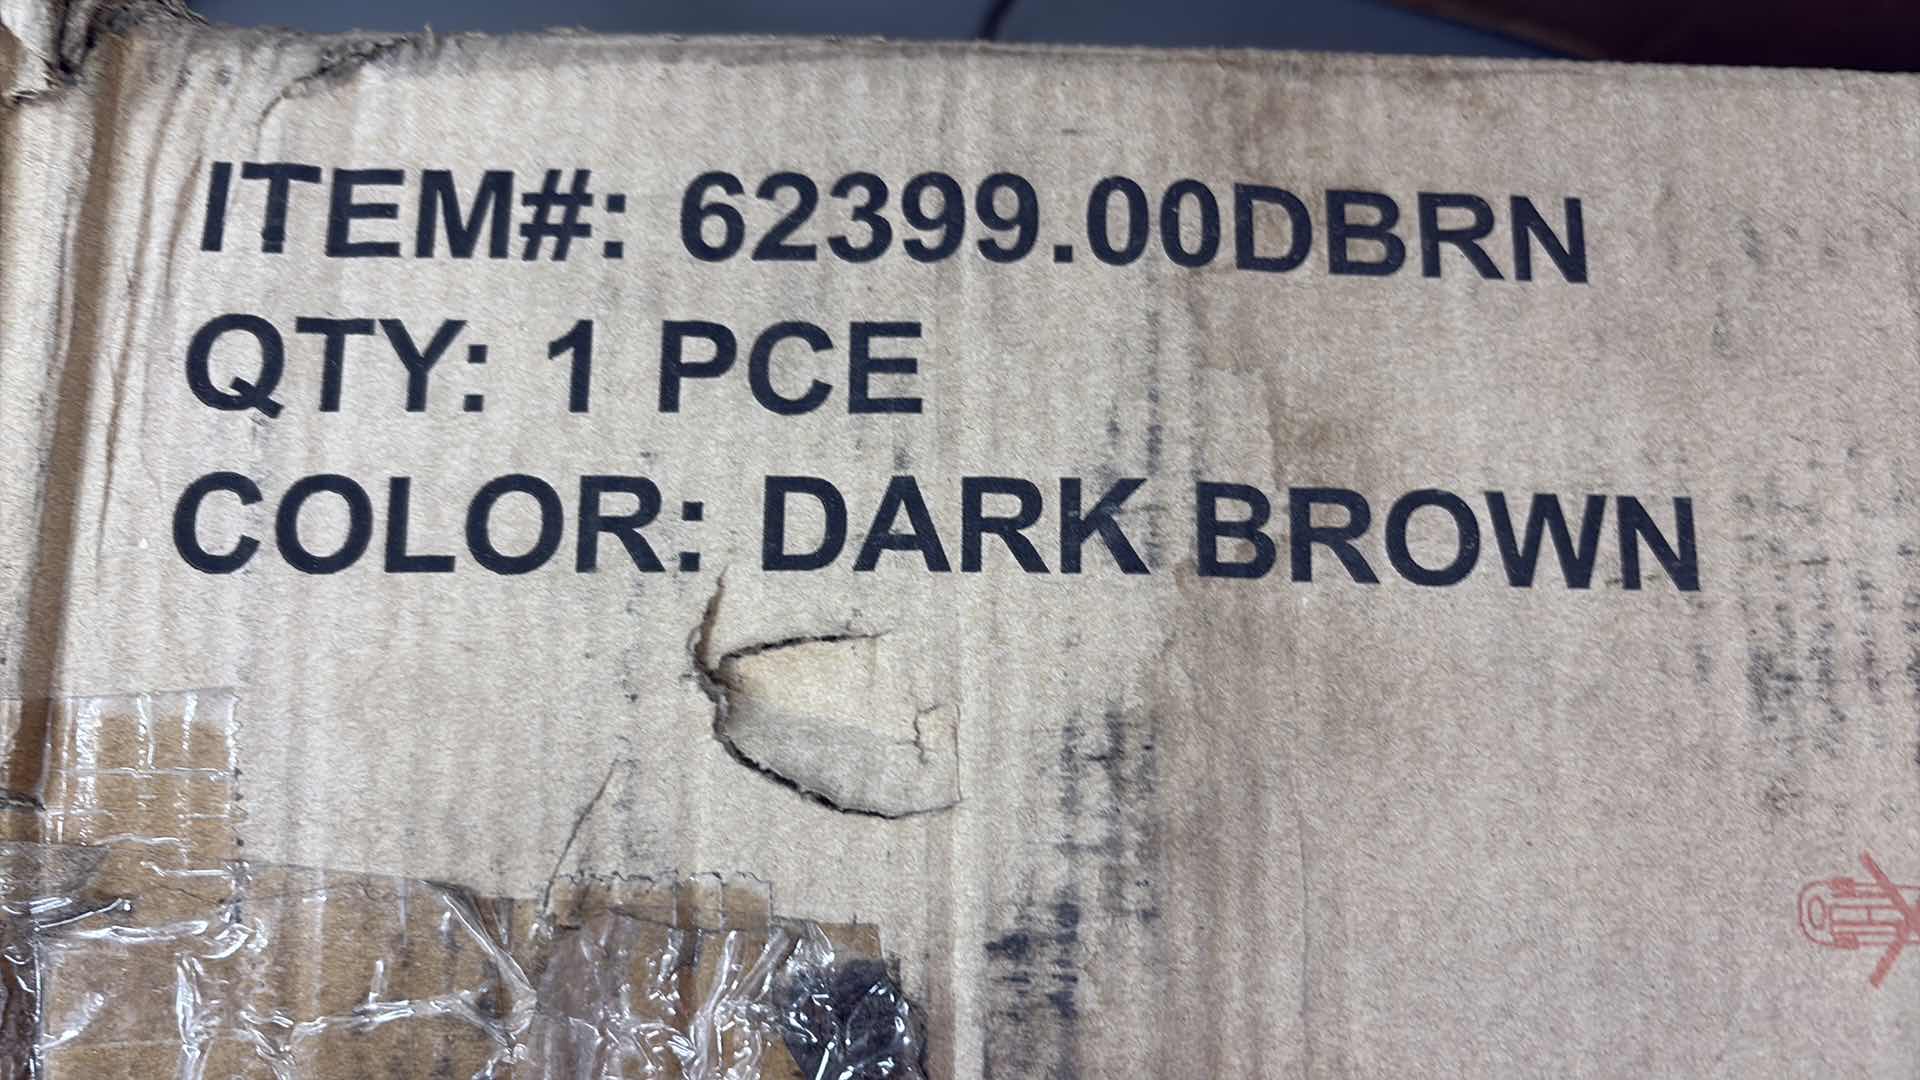 ITEM#: 62399.00DBRN
QTY: 1 PCE
COLOR: DARK BROWN